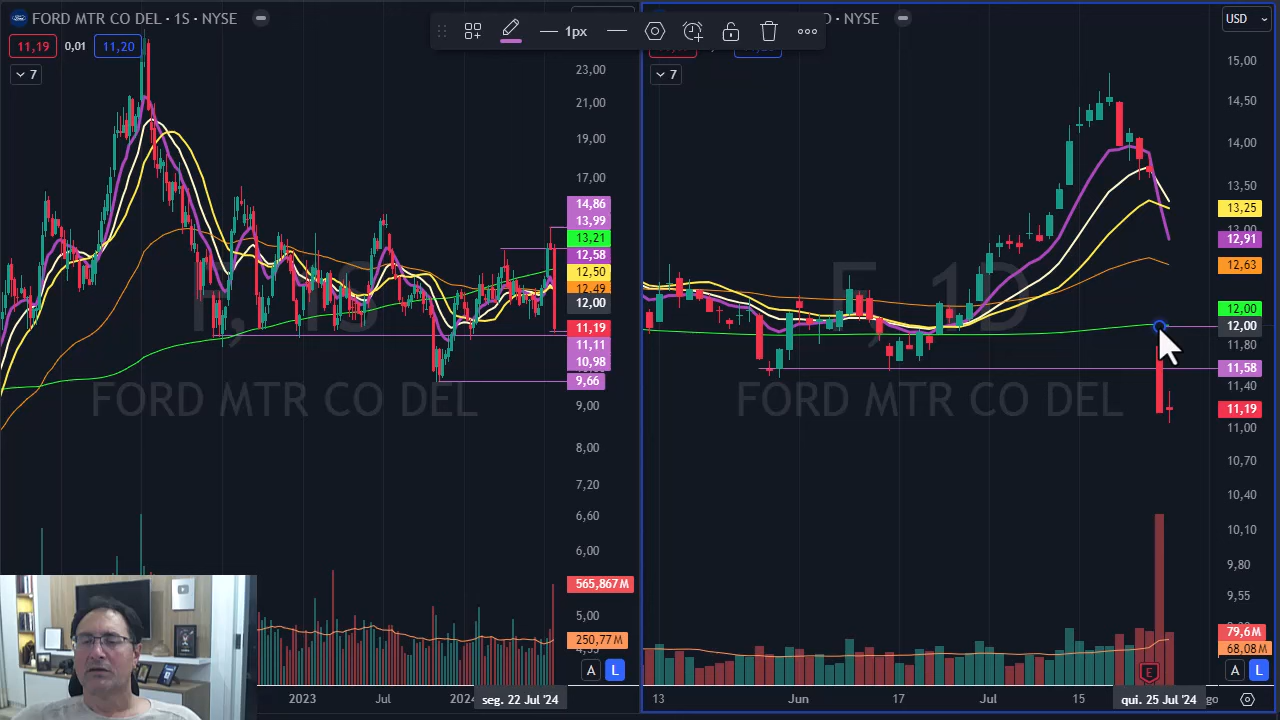 FORD MTR CO DEL · 1S · NYSE
11,19
0,01
11,20
7
1px
O · NYSE
USD
7
23,00
21,00
19,00
17,00
14,86
13,99
13,21
12,58
12,50
12,49
12,00
11,19
11,11
10,98
9,66
9,00
8,00
7,20
6,60
6,00
565,867M
5,00
250,77M
A
L
F, 1S
FORD MTR CO DEL
2023
Jul
2024
seg. 22 Jul '24
15,00
14,50
14,00
13,50
13,25
13,00
12,91
12,63
12,00
12,00
11,80
11,58
11,40
11,19
11,00
10,70
10,40
10,10
9,80
9,55
79,6M
68,08M
A
L
F, 1D
FORD MTR CO DEL
E
13
Jun
17
Jul
15
qui. 25 Jul '24
go